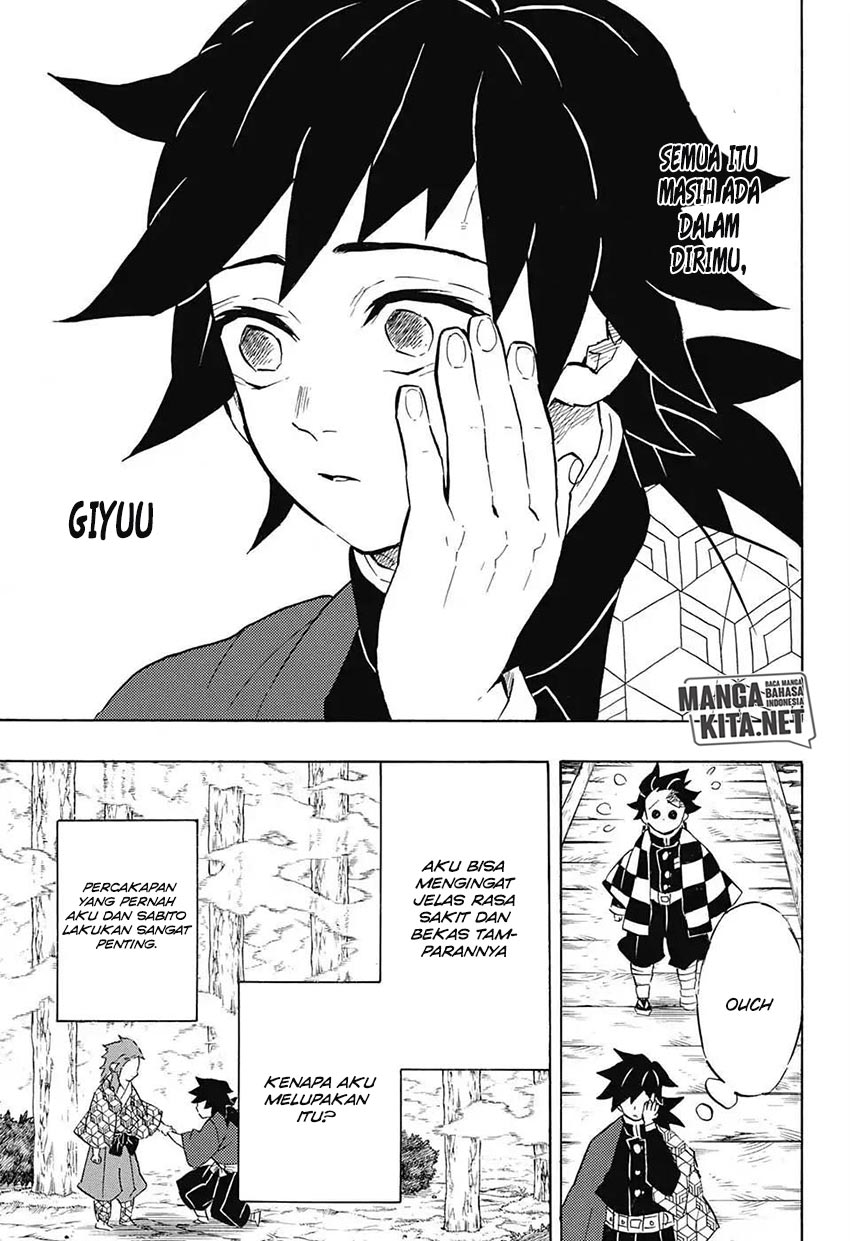 SEMUA ITU
MASIH ADA
DALAM
DIRIMU,
GIYUU
MANGA
KITA.NET
BACA MANGA
BAHASA
INDONESIA
OUCH
AKU BISA
MENGINGAT
JELAS RASA
SAKIT DAN
BEKAS TAM-
PARANNYA
KENAPA AKU
MELUPAKAN
ITU?
PERCAKAPAN
YANG PERNAH
AKU DAN SABITO
LAKUKAN SANGAT
PENTING.